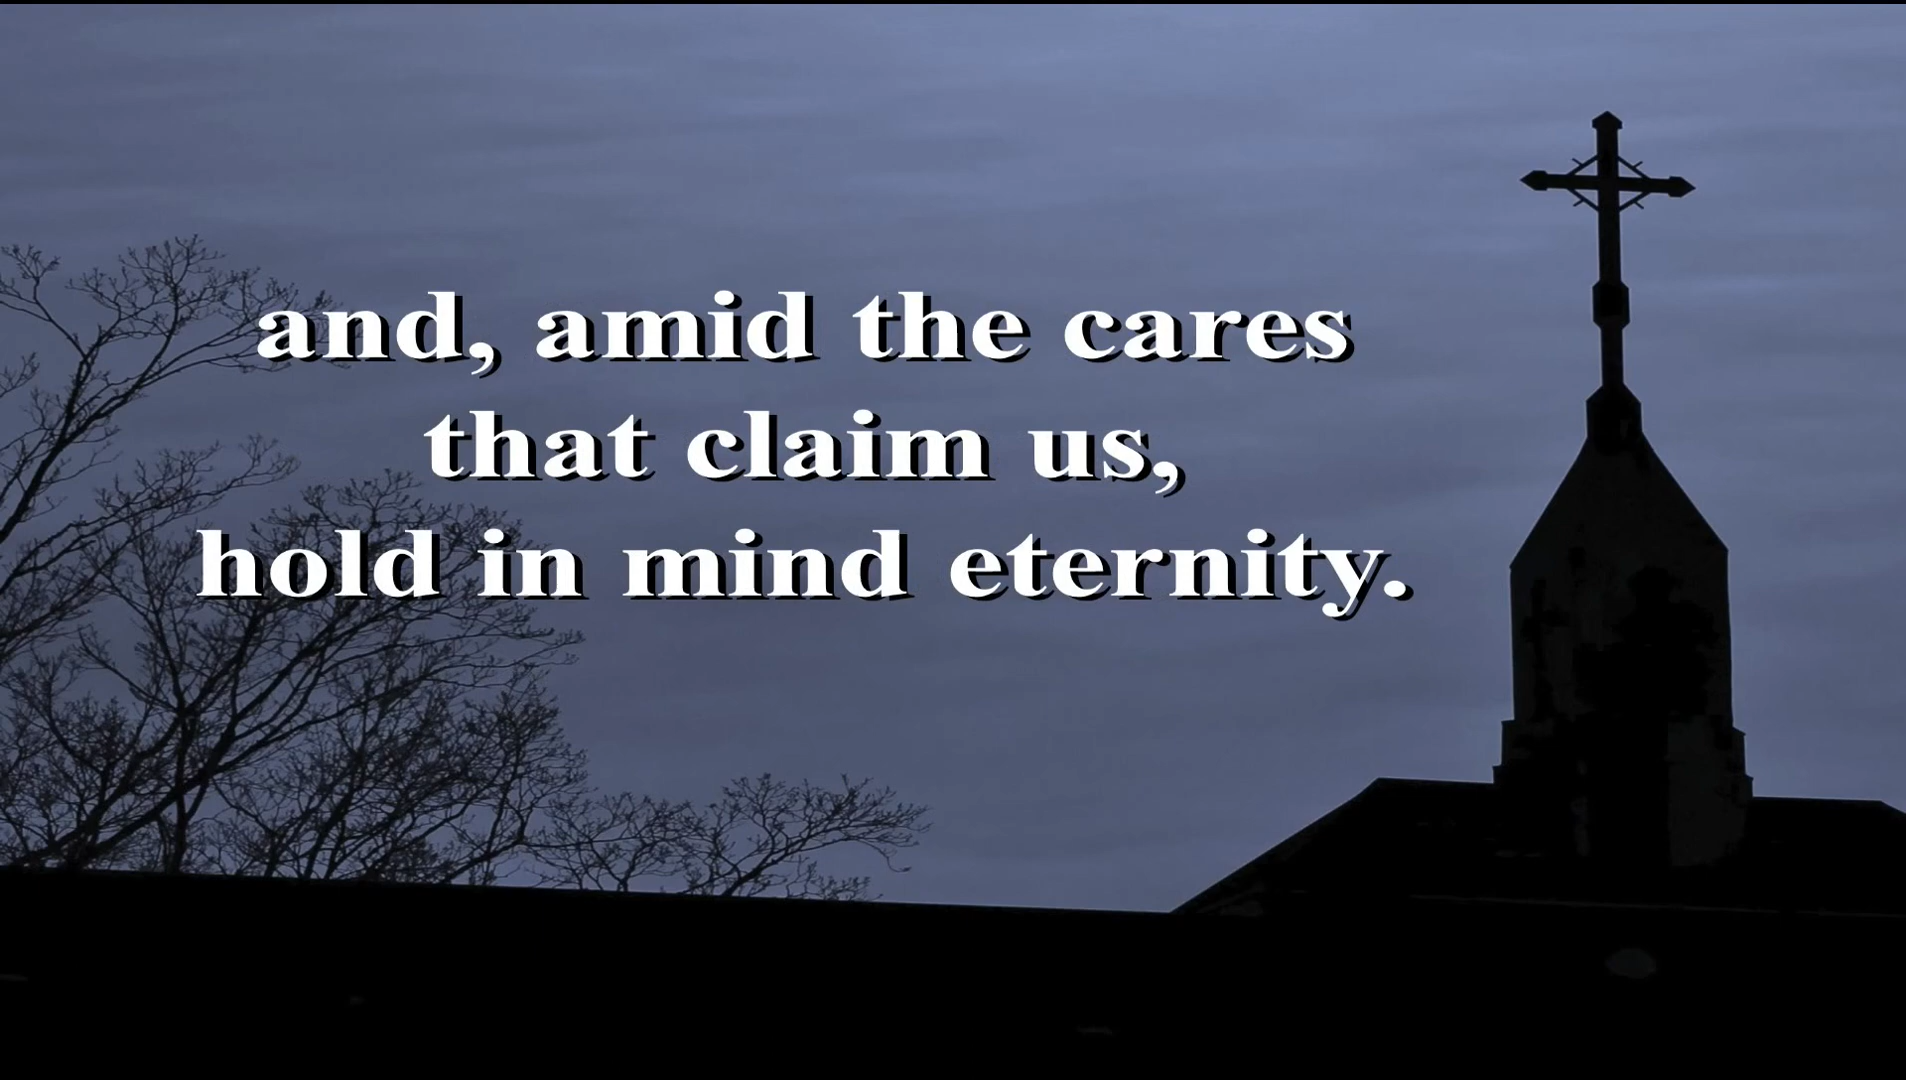 and, amid the cares
that claim us,
hold in mind eternity.